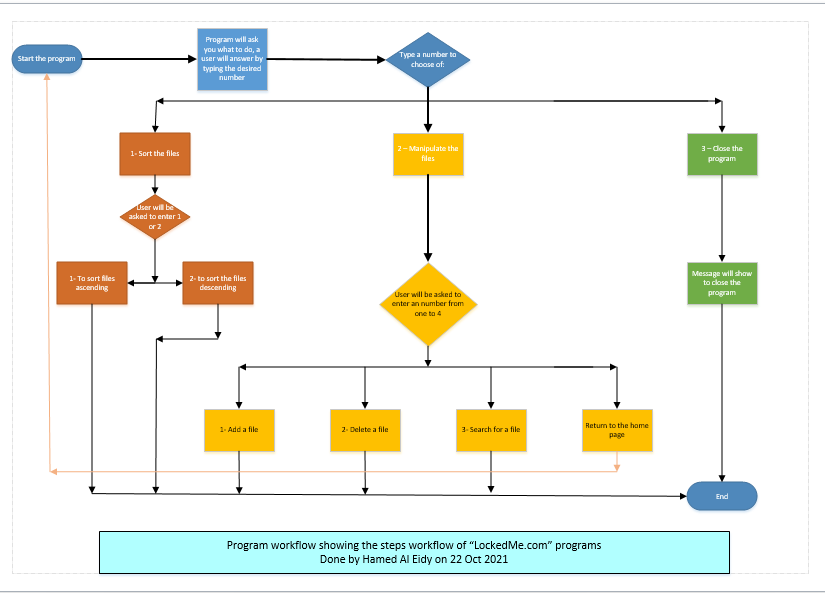 Start the program
Program will ask
you what to do, a
user will answer by
typing the desired
number
Type a number to
choose of:
1- Sort the files
2 – Manipulate the
files
3 – Close the
program
User will be
asked to enter 1
or 2
1- To sort files
ascending
2- to sort the files
descending
User will be asked to
enter an number from
one to 4
Message will show
to close the
program
1- Add a file
2- Delete a file
3- Search for a file
Return to the home
page
End
Program workflow showing the steps workflow of “LockedMe.com” programs
Done by Hamed Al Eidy on 22 Oct 2021